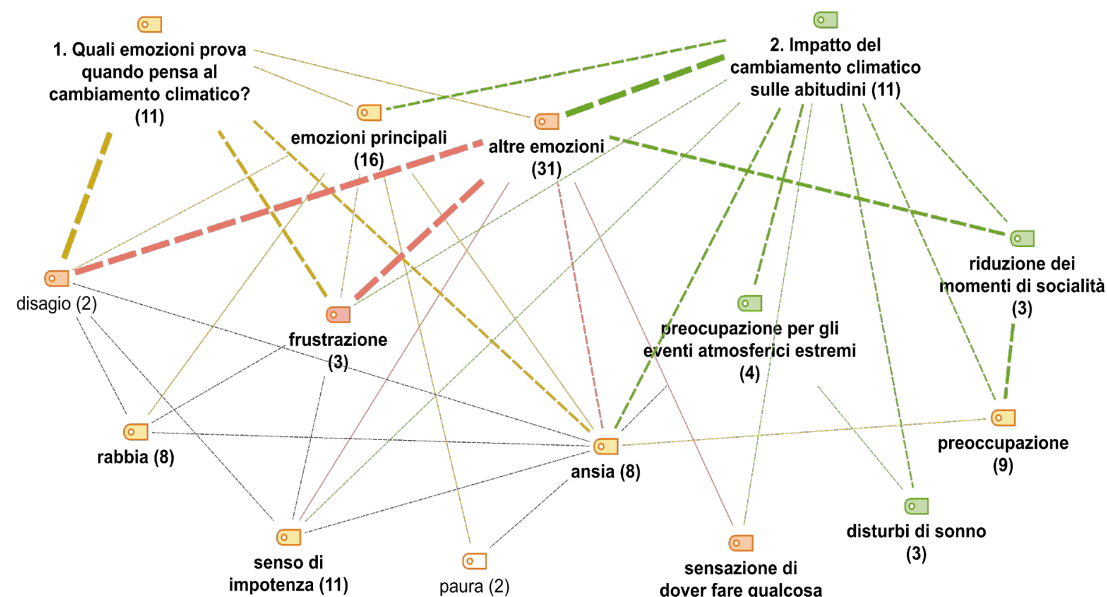 1. Quali emozioni prova
quando pensa al
cambiamento climatico?
(11)
2. Impatto del
cambiamento climatico
sulle abitudini (11)
emozioni principali
(16)
altre emozioni
(31)
riduzione dei
momenti di socialità
(3)
disagio (2)
frustrazione
(3)
preocupazione per gli
eventi atmosferici estremi
(4)
rabbia (8)
ansia (8)
preoccupazione
(9)
disturbi di sonno
(3)
senso di
impotenza (11)
paura (2)
sensazione di
dover fare qualcosa